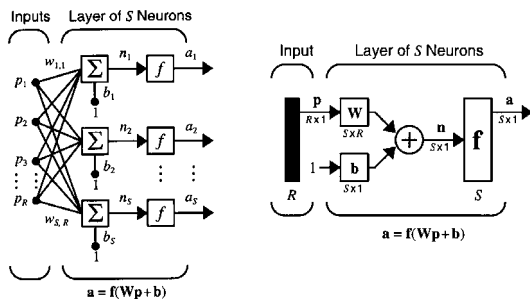 Inputs
Layer of S Neurons
w1,1
p1
p2
p3
pR
wS, R
Σ
n1
f
a1
b1
1
Σ
n2
f
a2
b2
1
Σ
nS
f
aS
bS
1
a = f(Wp + b)
Input
Layer of S Neurons
p
R x 1
W
S x R
1
b
S x 1
+
n
S x 1
f
a
S x 1
R
S
a = f(Wp + b)